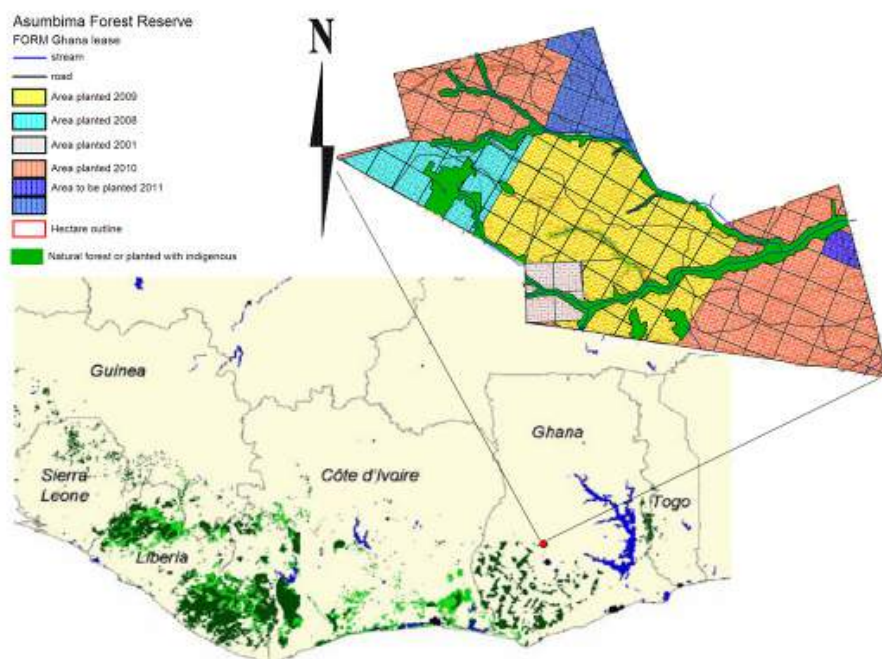 Asumbima Forest Reserve
FORM Ghana lease
stream
road
Area planted 2009
Area planted 2008
Area planted 2001
Area planted 2010
Area to be planted 2011
Hectare outline
Natural forest or planted with indigenous
N
Guinea
Sierra
Leone
Liberia
Côte d'Ivoire
Ghana
Togo